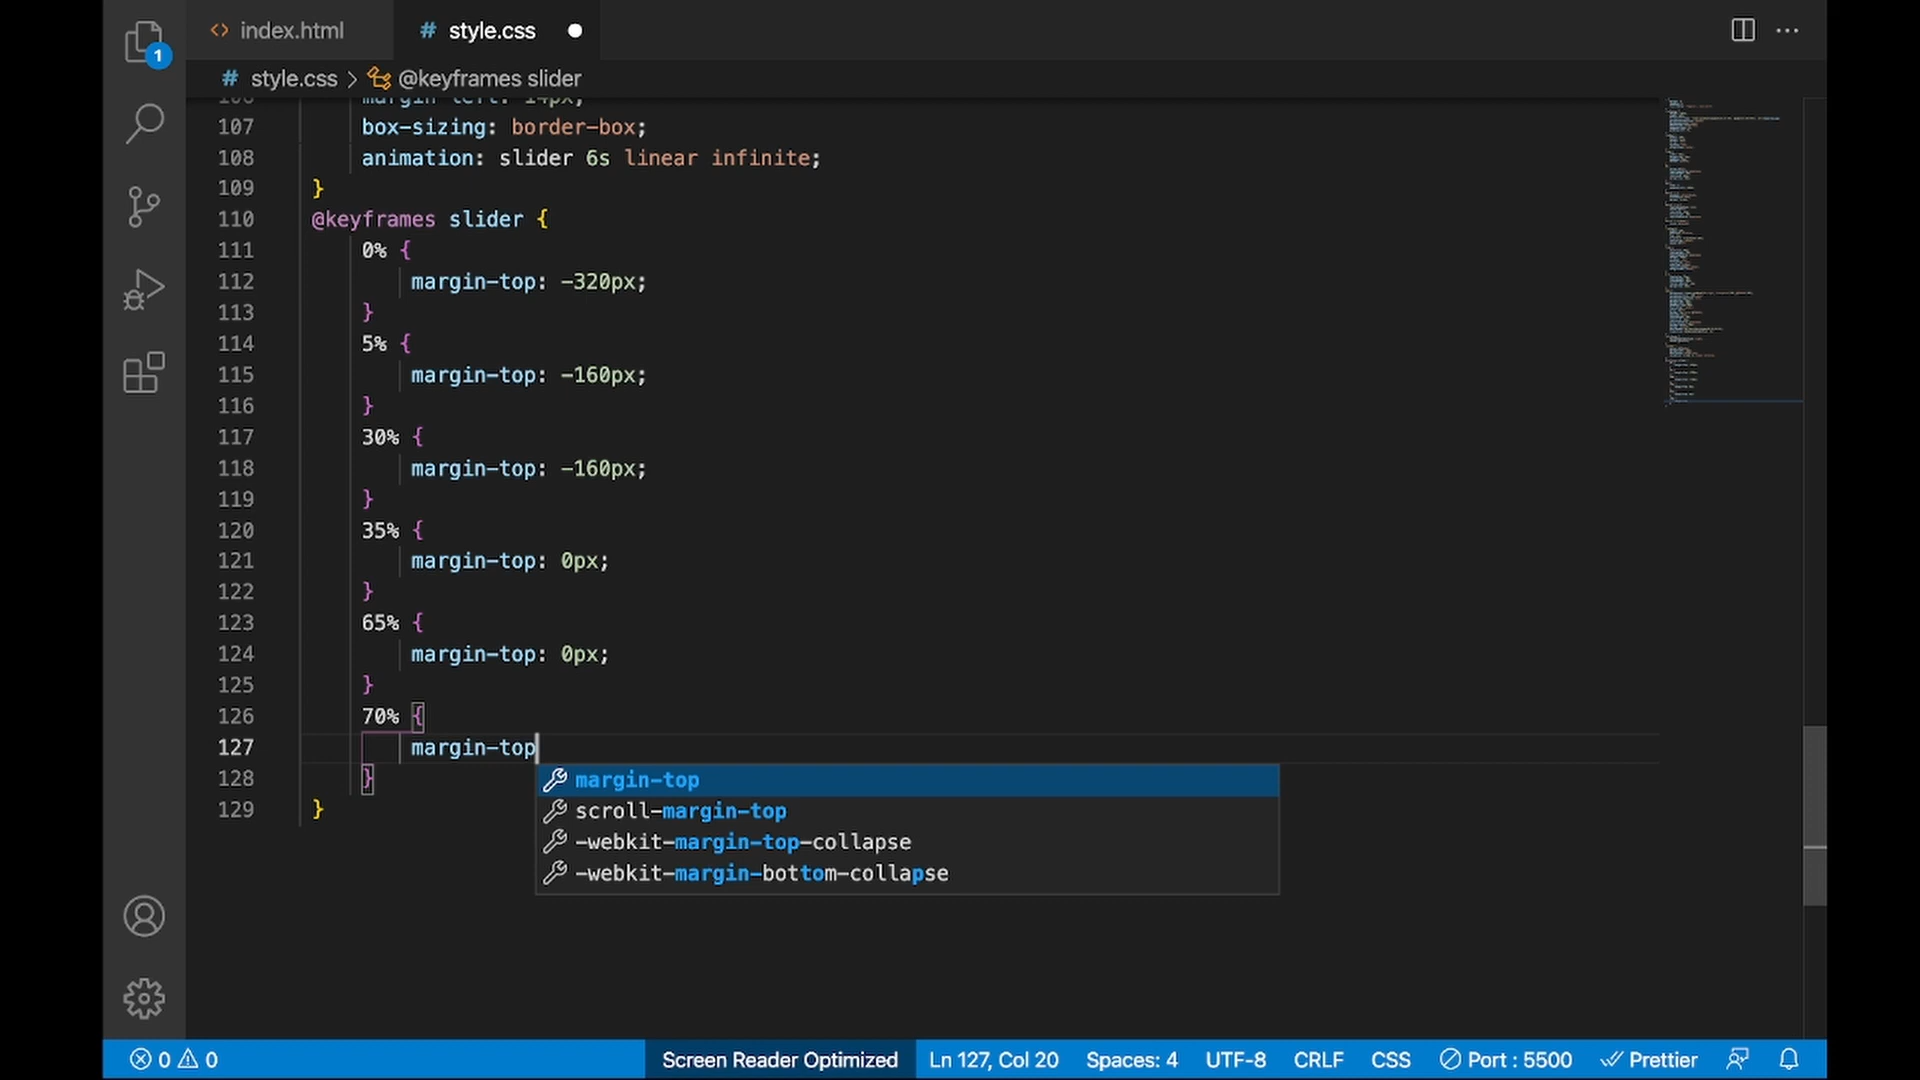 index.html
style.css
1
style.css > @keyframes slider
106 margin-left: 14px;
107 box-sizing: border-box;
108 animation: slider 6s linear infinite;
109 }
110 @keyframes slider {
111 0% {
112 margin-top: -320px;
113 }
114 5% {
115 margin-top: -160px;
116 }
117 30% {
118 margin-top: -160px;
119 }
120 35% {
121 margin-top: 0px;
122 }
123 65% {
124 margin-top: 0px;
125 }
126 70% {
127 margin-top
128 }
margin-top
129 }
scroll-margin-top
-webkit-margin-top-collapse
-webkit-margin-bottom-collapse
0 0 Screen Reader Optimized Ln 127, Col 20 Spaces: 4 UTF-8 CRLF CSS Port : 5500 Prettier